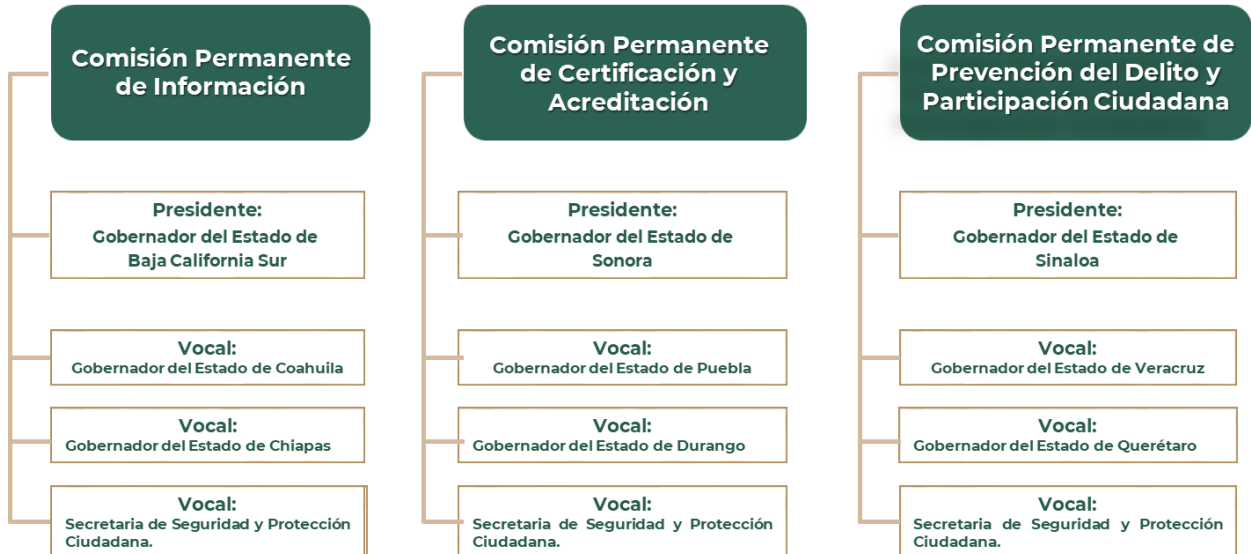 Comisión Permanente
de Información
Presidente:
Gobernador del Estado de
Baja California Sur
Vocal:
Gobernador del Estado de Coahuila
Vocal:
Gobernador del Estado de Chiapas
Vocal:
Secretaria de Seguridad y Protección
Ciudadana.
Comisión Permanente
de Certificación y
Acreditación
Presidente:
Gobernador del Estado de
Sonora
Vocal:
Gobernador del Estado de Puebla
Vocal:
Gobernador del Estado de Durango
Vocal:
Secretaria de Seguridad y Protección
Ciudadana.
Comisión Permanente de
Prevención del Delito y
Participación Ciudadana
Presidente:
Gobernador del Estado de
Sinaloa
Vocal:
Gobernador del Estado de Veracruz
Vocal:
Gobernador del Estado de Querétaro
Vocal:
Secretaria de Seguridad y Protección
Ciudadana.